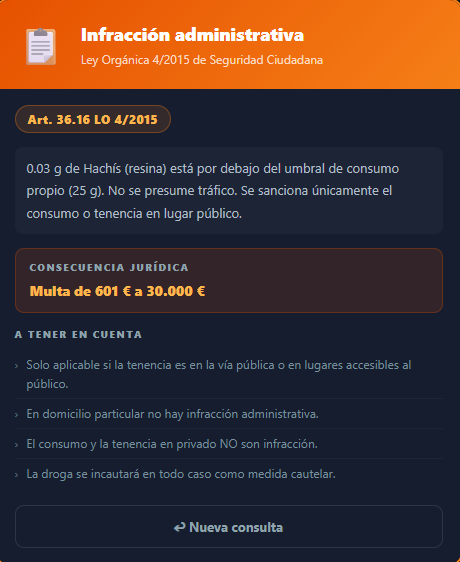 Infracción administrativa
Ley Orgánica 4/2015 de Seguridad Ciudadana
Art. 36.16 LO 4/2015
0.03 g de Hachís (resina) está por debajo del umbral de consumo
propio (25 g). No se presume tráfico. Se sanciona únicamente el
consumo o tenencia en lugar público.
CONSECUENCIA JURÍDICA
Multa de 601 € a 30.000 €
A TENER EN CUENTA
› Solo aplicable si la tenencia es en la vía pública o en lugares accesibles al
público.
› En domicilio particular no hay infracción administrativa.
› El consumo y la tenencia en privado NO son infracción.
› La droga se incautará en todo caso como medida cautelar.
↩ Nueva consulta